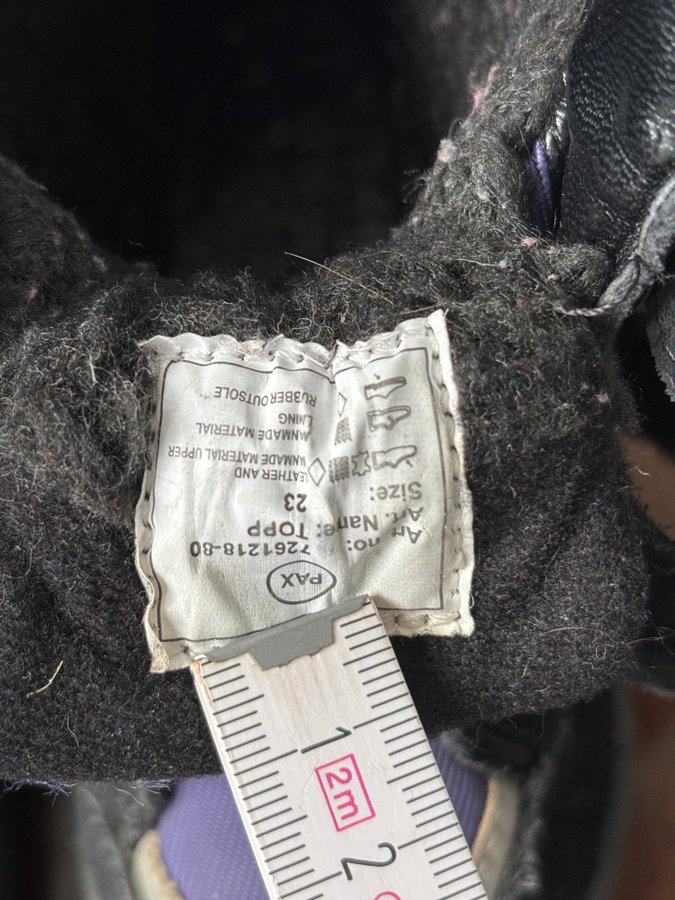 PAX
Art no: 7261218-80
Art. Name: TOPP
Size: 23
LEATHER AND
MANMADE MATERIAL UPPER
MANMADE MATERIAL
LINING
RUBBER OUTSOLE
1
2m
2